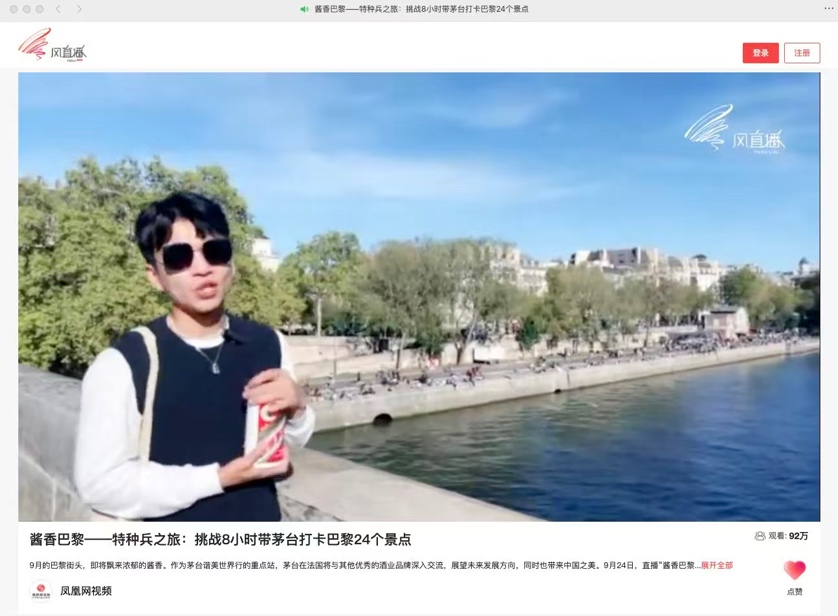 酱香巴黎——特种兵之旅：挑战8小时带茅台打卡巴黎24个景点
风直播
登录
注册
风直播
酱香巴黎——特种兵之旅：挑战8小时带茅台打卡巴黎24个景点
观看: 92万
9月的巴黎街头，即将飘来浓郁的酱香。作为茅台谐美世界行的重点站，茅台在法国将与其他优秀的酒业品牌深入交流，展望未来发展方向，同时也带来中国之美。9月24日，直播"酱香巴黎...展开全部
凤凰网视频
点赞